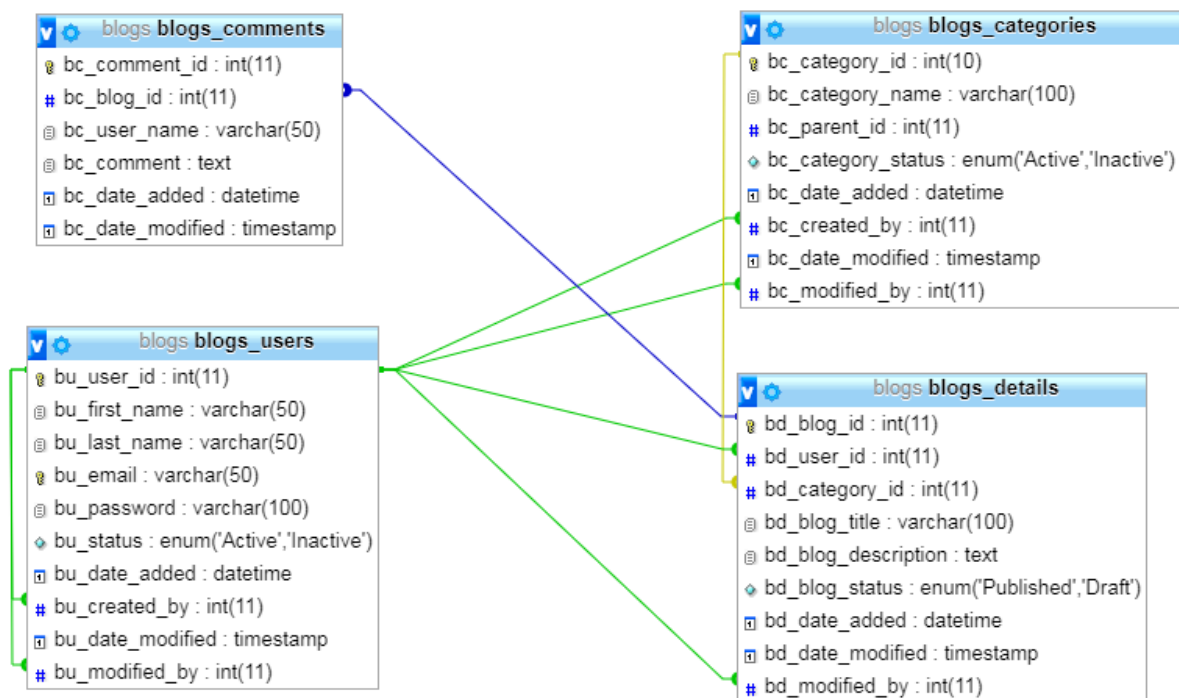 blogs blogs_comments
bc_comment_id : int(11)
bc_blog_id : int(11)
bc_user_name : varchar(50)
bc_comment : text
bc_date_added : datetime
bc_date_modified : timestamp
blogs blogs_categories
bc_category_id : int(10)
bc_category_name : varchar(100)
bc_parent_id : int(11)
bc_category_status : enum('Active','Inactive')
bc_date_added : datetime
bc_created_by : int(11)
bc_date_modified : timestamp
bc_modified_by : int(11)
blogs blogs_users
bu_user_id : int(11)
bu_first_name : varchar(50)
bu_last_name : varchar(50)
bu_email : varchar(50)
bu_password : varchar(100)
bu_status : enum('Active','Inactive')
bu_date_added : datetime
bu_created_by : int(11)
bu_date_modified : timestamp
bu_modified_by : int(11)
blogs blogs_details
bd_blog_id : int(11)
bd_user_id : int(11)
bd_category_id : int(11)
bd_blog_title : varchar(100)
bd_blog_description : text
bd_blog_status : enum('Published','Draft')
bd_date_added : datetime
bd_date_modified : timestamp
bd_modified_by : int(11)